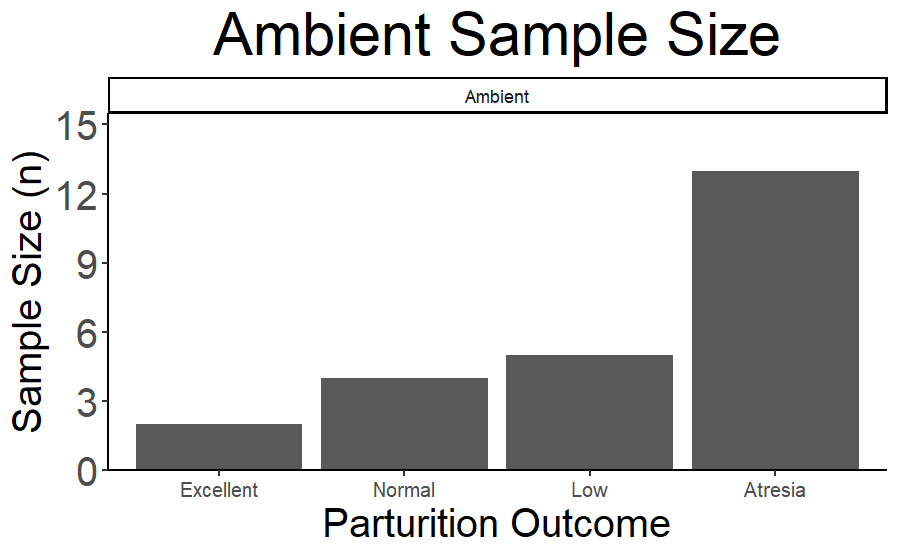 Ambient Sample Size
Ambient
Sample Size (n)
15
12
9
6
3
0
Excellent Normal Low Atresia
Parturition Outcome